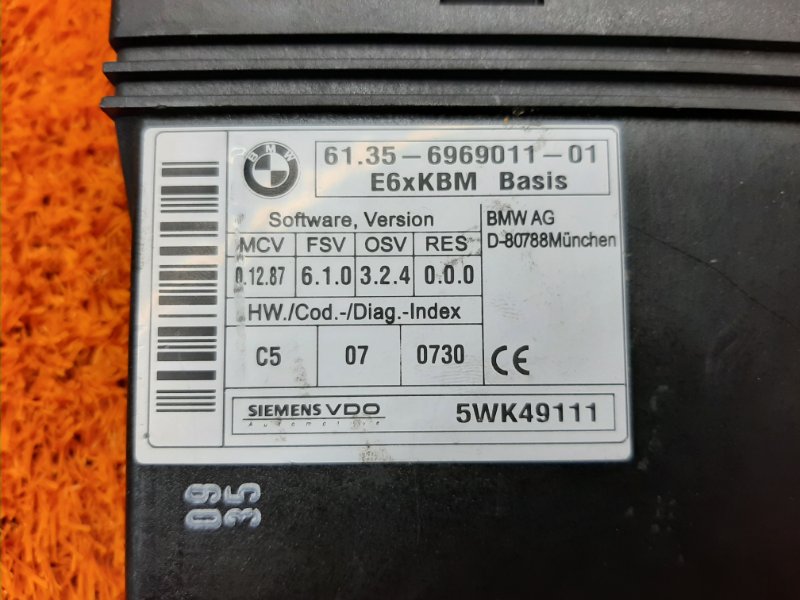 BMW
61.35-6969011-01
E6xKBM Basis
Software, Version
MCV FSV OSV RES
0.12.87 6.1.0 3.2.4 0.0.0
HW./Cod.-/Diag.-Index
C5 07 0730
BMW AG
D-80788München
CE
SIEMENS VDO
Automotive
5WK49111
09
35